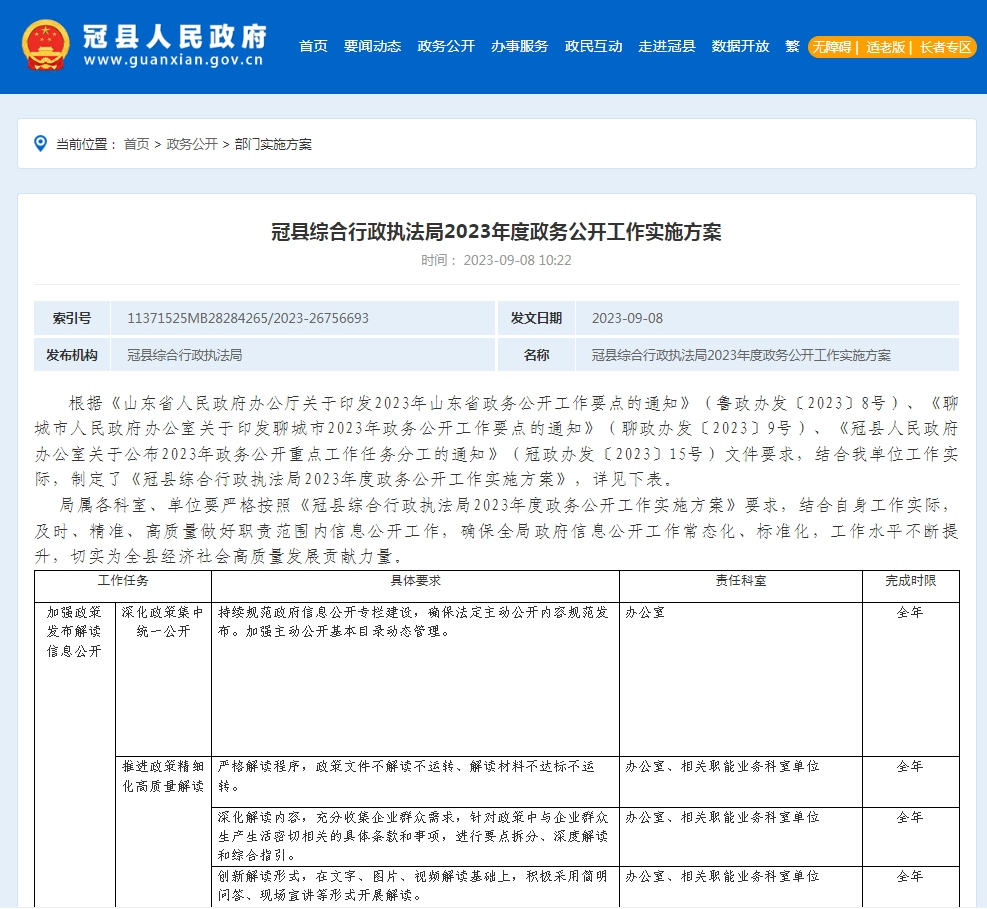 冠县人民政府
www.guanxian.gov.cn
首页 要闻动态 政务公开 办事服务 政民互动 走进冠县 数据开放 繁 无障碍 | 适老版 | 长者专区
当前位置： 首页 > 政务公开 > 部门实施方案
冠县综合行政执法局2023年度政务公开工作实施方案
时间： 2023-09-08 10:22
索引号 11371525MB28284265/2023-26756693 发文日期 2023-09-08
发布机构 冠县综合行政执法局 名称 冠县综合行政执法局2023年度政务公开工作实施方案
根据《山东省人民政府办公厅关于印发2023年山东省政务公开工作要点的通知》（鲁政办发〔2023〕8号）、《聊
城市人民政府办公室关于印发聊城市2023年政务公开工作要点的通知》（聊政办发〔2023〕9号）、《冠县人民政府
办公室关于公布2023年政务公开重点工作任务分工的通知》（冠政办发〔2023〕15号）文件要求，结合我单位工作实
际，制定了《冠县综合行政执法局2023年度政务公开工作实施方案》，详见下表。
局属各科室、单位要严格按照《冠县综合行政执法局2023年度政务公开工作实施方案》要求，结合自身工作实际，
及时、精准、高质量做好职责范围内信息公开工作，确保全局政府信息公开工作常态化、标准化，工作水平不断提
升，切实为全县经济社会高质量发展贡献力量。
工作任务 具体要求 责任科室 完成时限
加强政策 深化政策集中 持续规范政府信息公开专栏建设，确保法定主动公开内容规范发 办公室 全年
发布解读 统一公开 布。加强主动公开基本目录动态管理。
信息公开
推进政策精细 严格解读程序，政策文件不解读不运转、解读材料不达标不运 办公室、相关职能业务科室单位 全年
化高质量解读 转。
深化解读内容，充分收集企业群众需求，针对政策中与企业群众 办公室、相关职能业务科室单位 全年
生产生活密切相关的具体条款和事项，进行要点拆分、深度解读
和综合指引。
创新解读形式，在文字、图片、视频解读基础上，积极采用简明 办公室、相关职能业务科室单位 全年
问答、现场宣讲等形式开展解读。